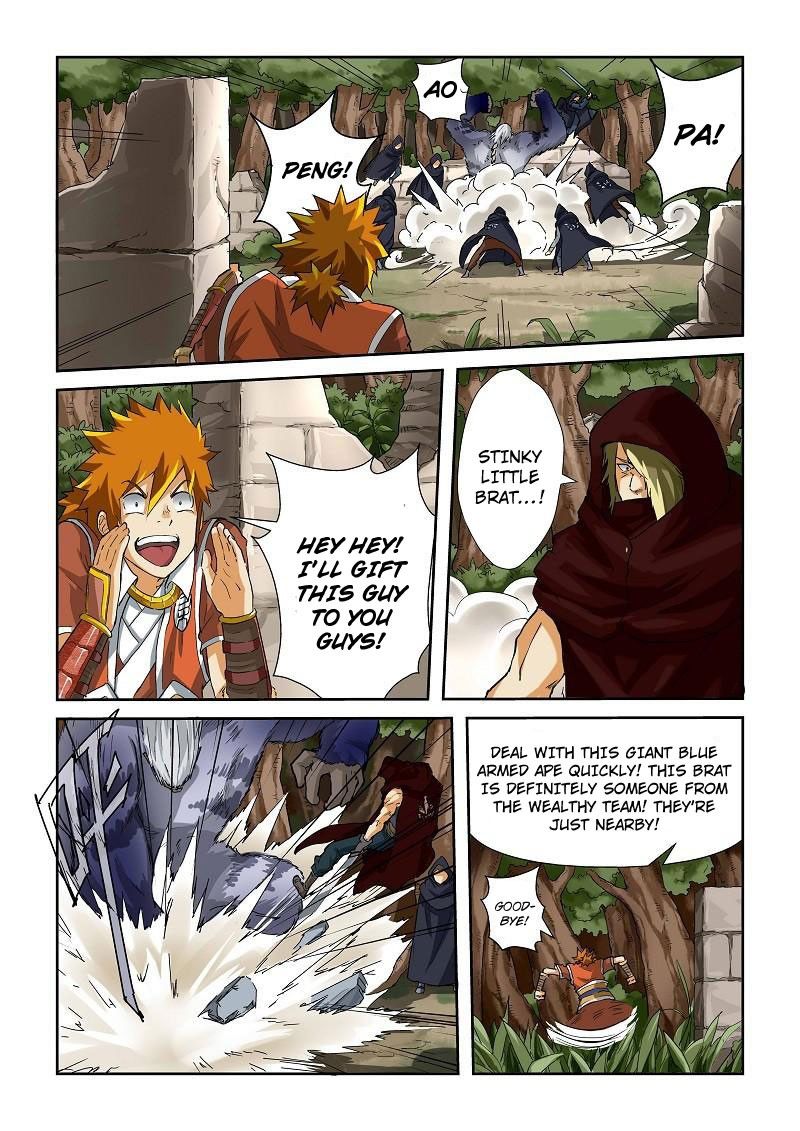 AO
PENG!
PA!
HEY HEY!
I'LL GIFT
THIS GUY
TO YOU
GUYS!
STINKY
LITTLE
BRAT...!
DEAL WITH THIS GIANT BLUE
ARMED APE QUICKLY! THIS BRAT
IS DEFINITELY SOMEONE FROM
THE WEALTHY TEAM! THEY'RE
JUST NEARBY!
GOOD-
BYE!